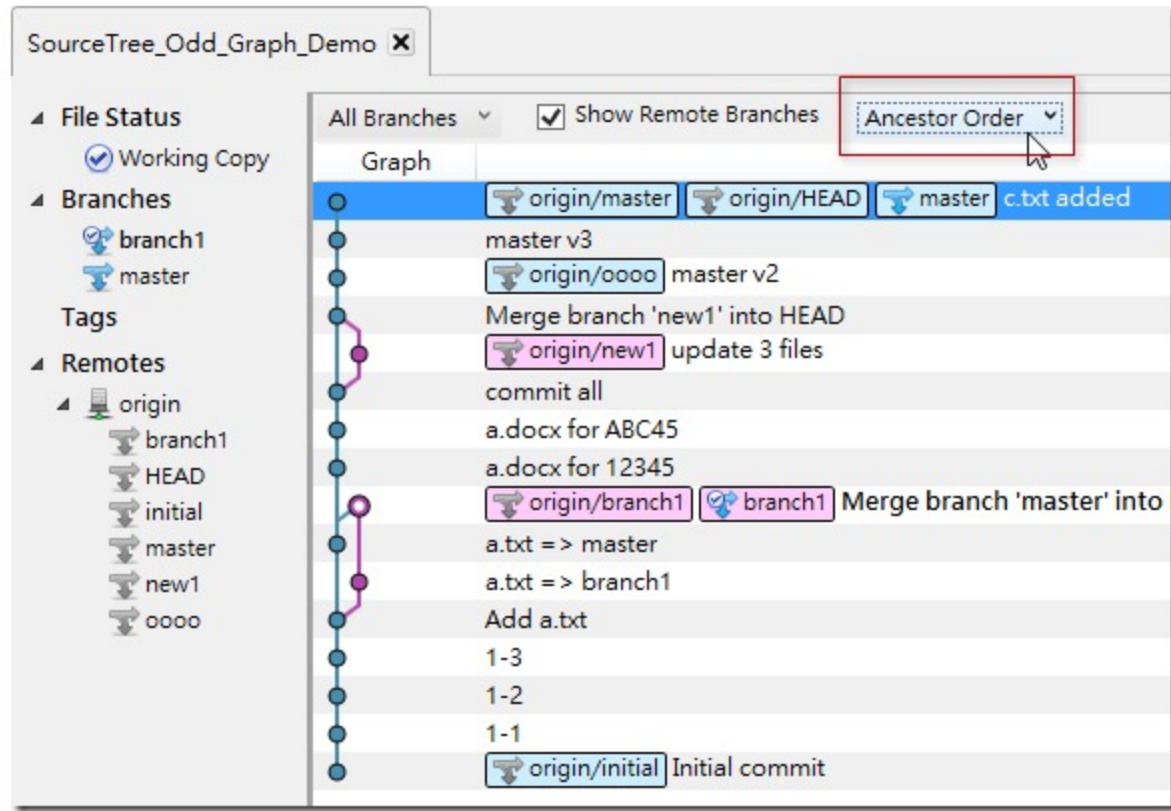 SourceTree_Odd_Graph_Demo
File Status
Working Copy
Branches
branch1
master
Tags
Remotes
origin
branch1
HEAD
initial
master
new1
oooo
All Branches Show Remote Branches Ancestor Order
Graph
origin/master origin/HEAD master c.txt added
master v3
origin/oooo master v2
Merge branch 'new1' into HEAD
origin/new1 update 3 files
commit all
a.docx for ABC45
a.docx for 12345
origin/branch1 branch1 Merge branch 'master' into
a.txt => master
a.txt => branch1
Add a.txt
1-3
1-2
1-1
origin/initial Initial commit